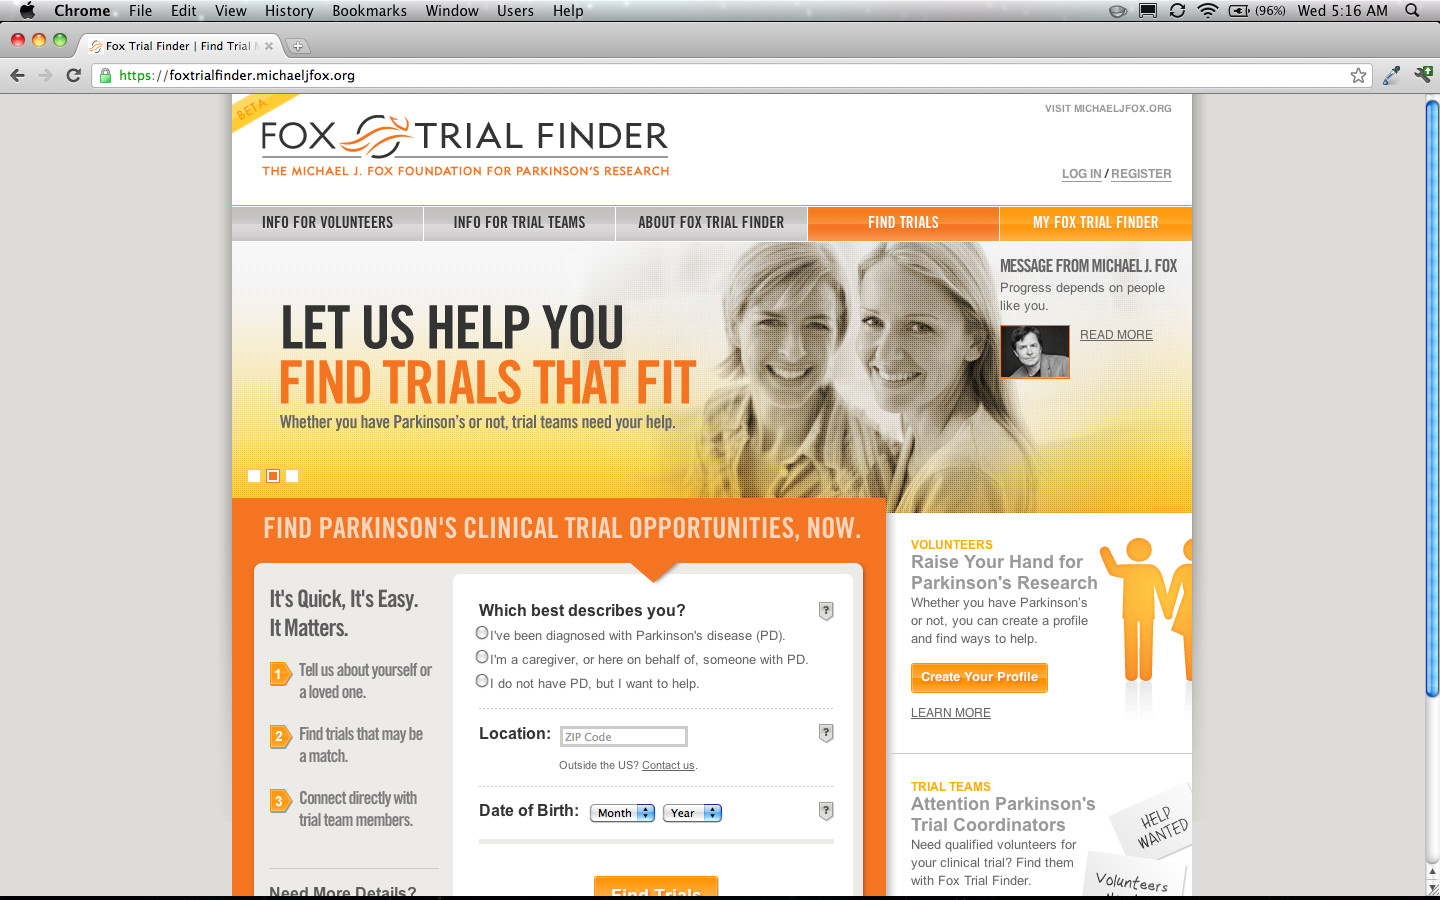 Chrome File Edit View History Bookmarks Window Users Help (96%) Wed 5:16 AM
Fox Trial Finder | Find Trial
https://foxtrialfinder.michaeljfox.org
BETA
VISIT MICHAELJFOX.ORG
FOX TRIAL FINDER
THE MICHAEL J. FOX FOUNDATION FOR PARKINSON'S RESEARCH
LOG IN / REGISTER
INFO FOR VOLUNTEERS INFO FOR TRIAL TEAMS ABOUT FOX TRIAL FINDER FIND TRIALS MY FOX TRIAL FINDER
LET US HELP YOU
FIND TRIALS THAT FIT
Whether you have Parkinson's or not, trial teams need your help.
MESSAGE FROM MICHAEL J. FOX
Progress depends on people
like you.
READ MORE
FIND PARKINSON'S CLINICAL TRIAL OPPORTUNITIES, NOW.
It's Quick, It's Easy.
It Matters.
1 Tell us about yourself or
a loved one.
2 Find trials that may be
a match.
3 Connect directly with
trial team members.
Need More Details?
Which best describes you? ?
I've been diagnosed with Parkinson's disease (PD).
I'm a caregiver, or here on behalf of, someone with PD.
I do not have PD, but I want to help.
Location: ZIP Code ?
Outside the US? Contact us.
Date of Birth: Month Year ?
Find Trials
VOLUNTEERS
Raise Your Hand for
Parkinson's Research
Whether you have Parkinson's
or not, you can create a profile
and find ways to help.
Create Your Profile
LEARN MORE
TRIAL TEAMS
Attention Parkinson's
Trial Coordinators
Need qualified volunteers for
your clinical trial? Find them
with Fox Trial Finder.
HELP
WANTED
Volunteers